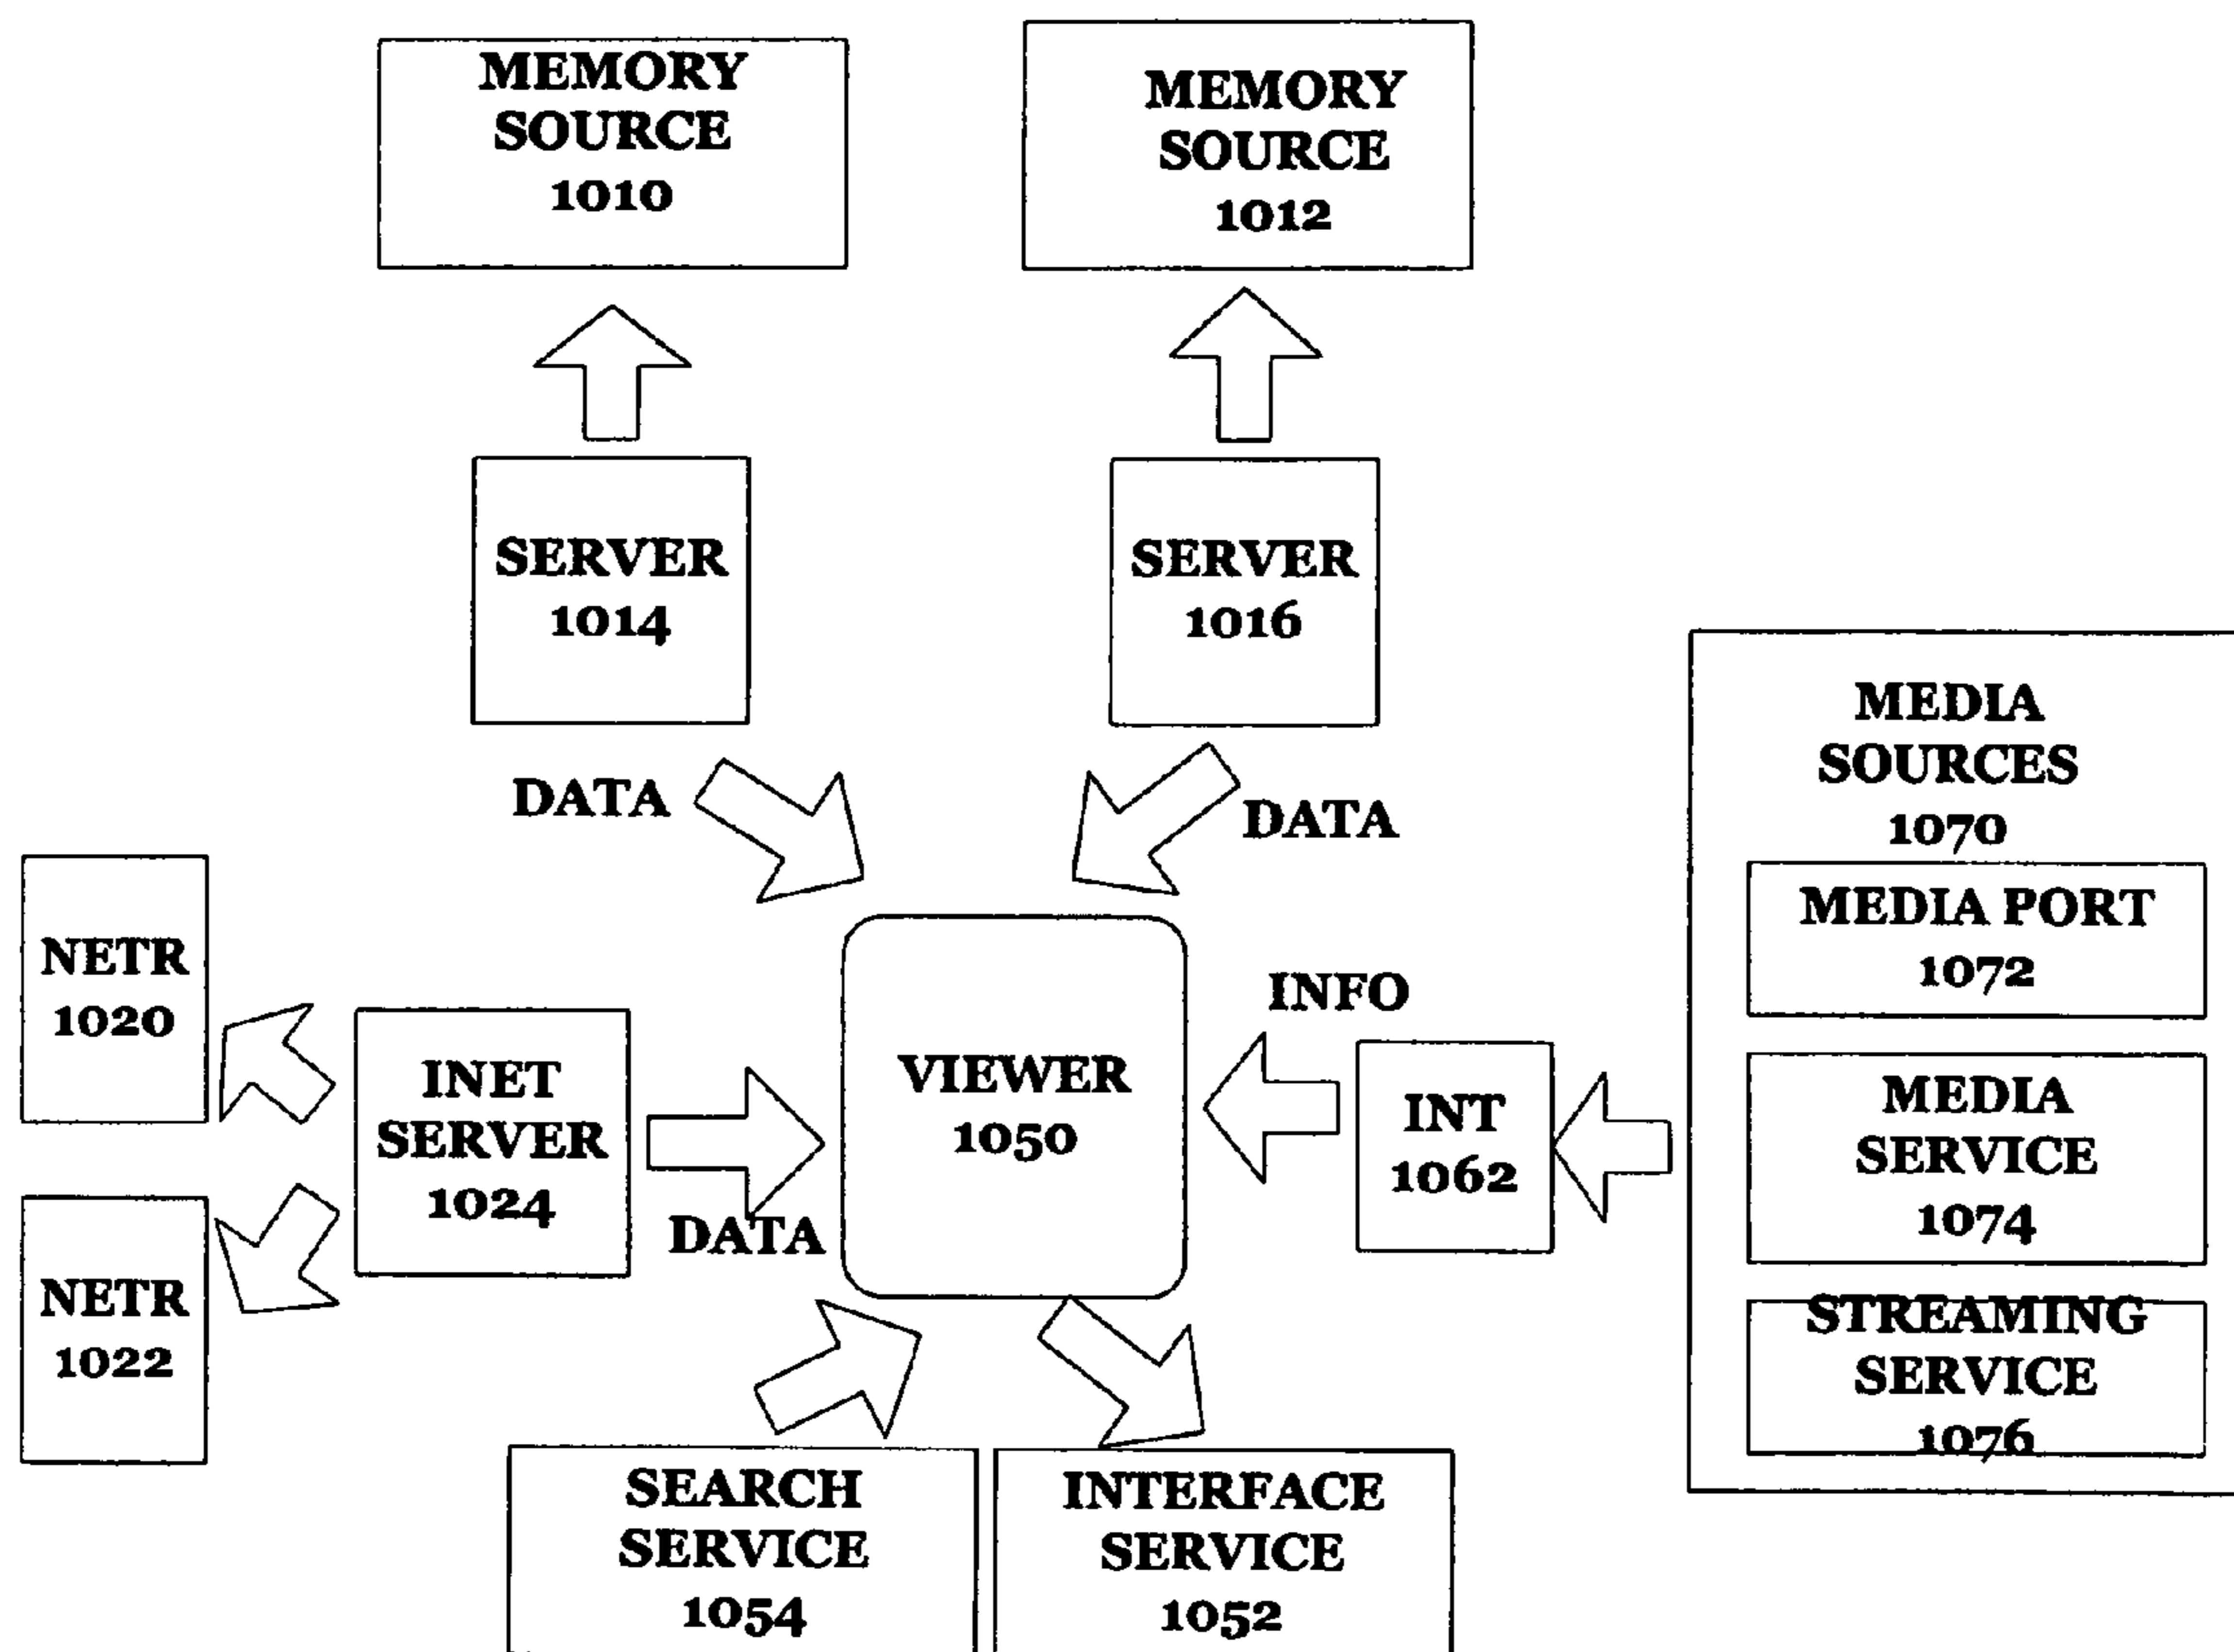 MEMORY
SOURCE
1010
MEMORY
SOURCE
1012
SERVER
1014
SERVER
1016
DATA
DATA
MEDIA
SOURCES
1070
MEDIA PORT
1072
MEDIA
SERVICE
1074
STREAMING
SERVICE
1076
NETR
1020
NETR
1022
INET
SERVER
1024
DATA
VIEWER
1050
INFO
INT
1062
SEARCH
SERVICE
1054
INTERFACE
SERVICE
1052